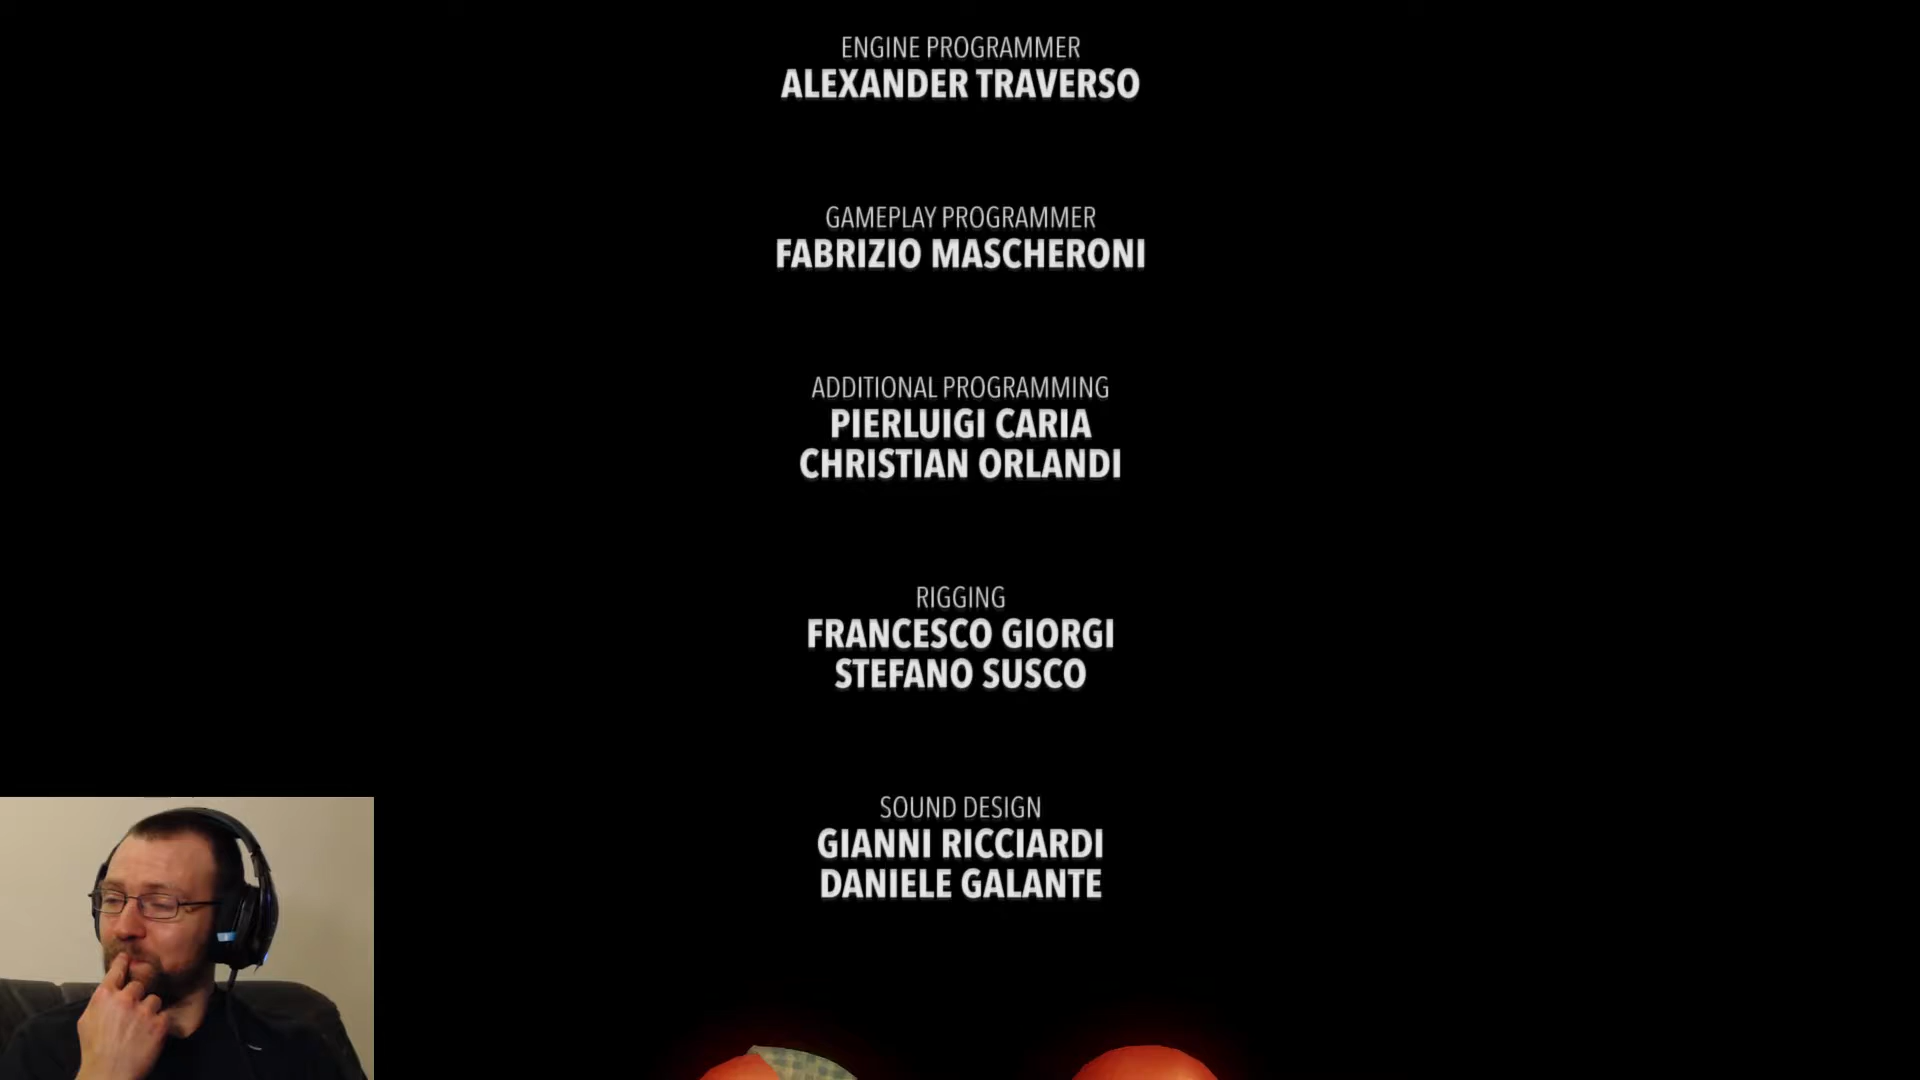 ENGINE PROGRAMMER
ALEXANDER TRAVERSO
GAMEPLAY PROGRAMMER
FABRIZIO MASCHERONI
ADDITIONAL PROGRAMMING
PIERLUIGI CARIA
CHRISTIAN ORLANDI
RIGGING
FRANCESCO GIORGI
STEFANO SUSCO
SOUND DESIGN
GIANNI RICCIARDI
DANIELE GALANTE